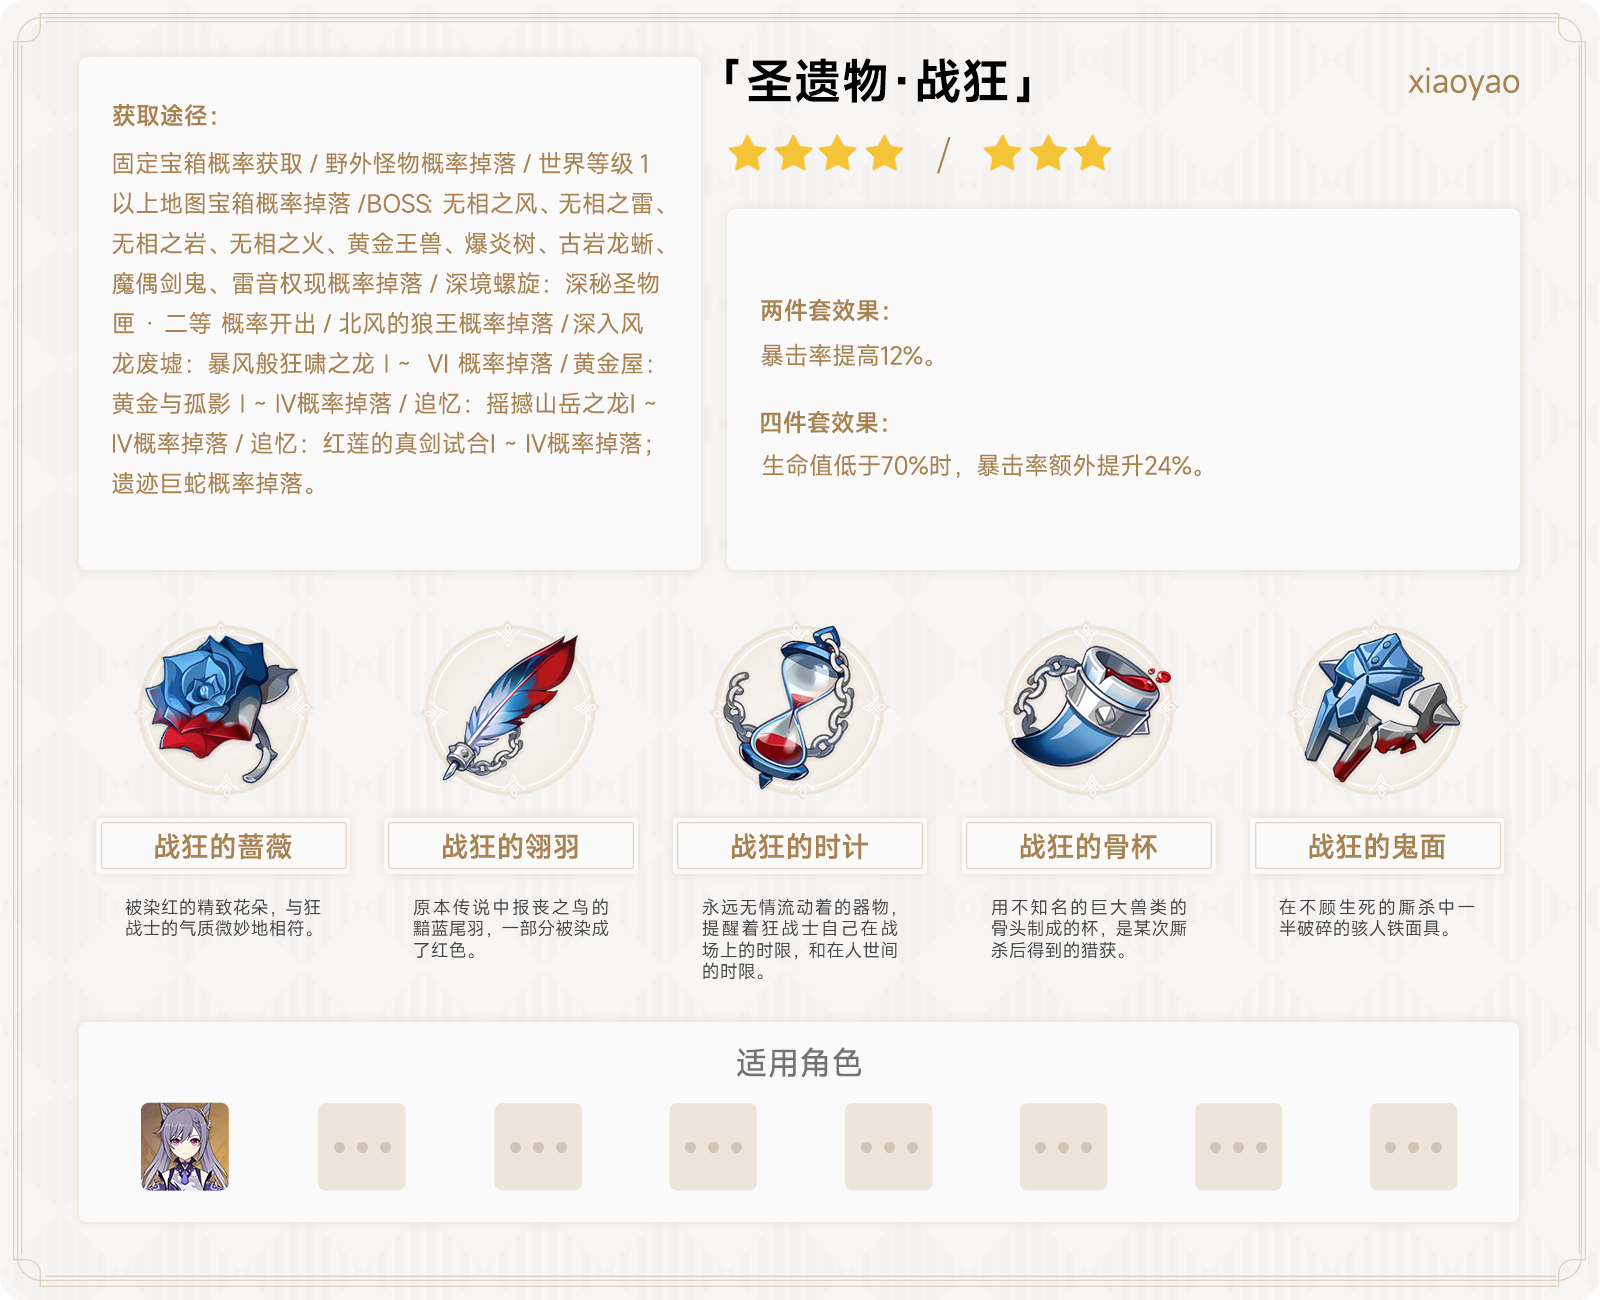 「圣遗物·战狂」
xiaoyao
获取途径：
固定宝箱概率获取 / 野外怪物概率掉落 / 世界等级 1
以上地图宝箱概率掉落 /BOSS: 无相之风、无相之雷、
无相之岩、无相之火、黄金王兽、爆炎树、古岩龙蜥、
魔偶剑鬼、雷音权现概率掉落 / 深境螺旋：深秘圣物
匣 · 二等 概率开出 / 北风的狼王概率掉落 /深入风
龙废墟：暴风般狂啸之龙 I ~ VI 概率掉落 /黄金屋：
黄金与孤影 I ~ IV概率掉落 / 追忆：摇撼山岳之龙I ~
IV概率掉落 / 追忆：红莲的真剑试合I ~ IV概率掉落；
遗迹巨蛇概率掉落。
/
两件套效果：
暴击率提高12%。
四件套效果：
生命值低于70%时，暴击率额外提升24%。
战狂的蔷薇
被染红的精致花朵，与狂
战士的气质微妙地相符。
战狂的翎羽
原本传说中报丧之鸟的
黯蓝尾羽，一部分被染成
了红色。
战狂的时计
永远无情流动着的器物，
提醒着狂战士自己在战
场上的时限，和在人世间
的时限。
战狂的骨杯
用不知名的巨大兽类的
骨头制成的杯，是某次厮
杀后得到的猎获。
战狂的鬼面
在不顾生死的厮杀中一
半破碎的骇人铁面具。
适用角色